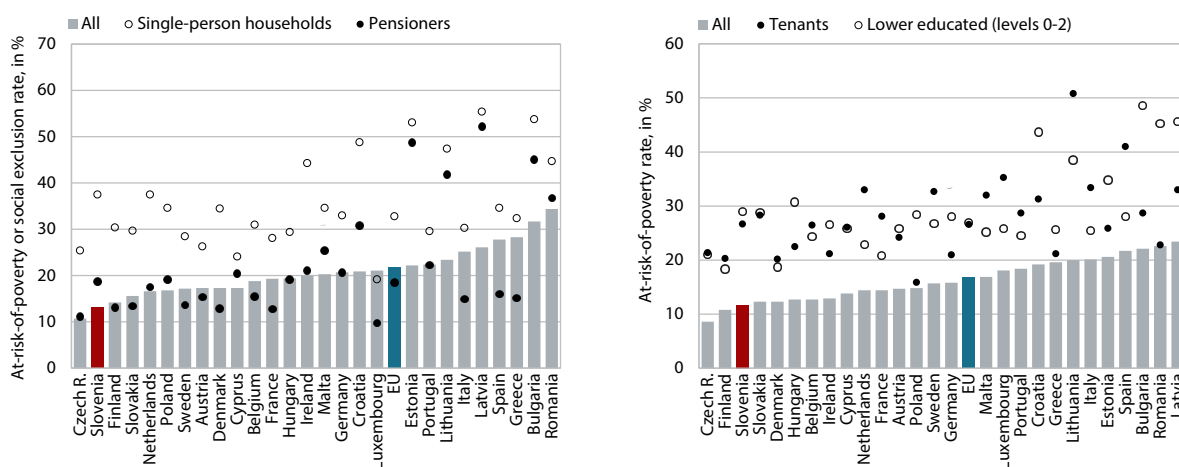 All Single-person households Pensioners
At-risk-of-poverty or social exclusion rate, in %
70
60
50
40
30
20
10
0
Czech R.
Slovenia
Finland
Slovakia
Netherlands
Poland
Sweden
Austria
Denmark
Cyprus
Belgium
France
Hungary
Ireland
Malta
Germany
Croatia
Luxembourg
EU
Estonia
Portugal
Lithuania
Italy
Latvia
Spain
Greece
Bulgaria
Romania
All Tenants Lower educated (levels 0-2)
At-risk-of-poverty rate, in %
60
50
40
30
20
10
0
Czech R.
Finland
Slovenia
Slovakia
Denmark
Hungary
Belgium
Ireland
Cyprus
Netherlands
France
Austria
Poland
Sweden
Germany
EU
Malta
Luxembourg
Portugal
Croatia
Greece
Lithuania
Italy
Estonia
Spain
Bulgaria
Romania
Latvia